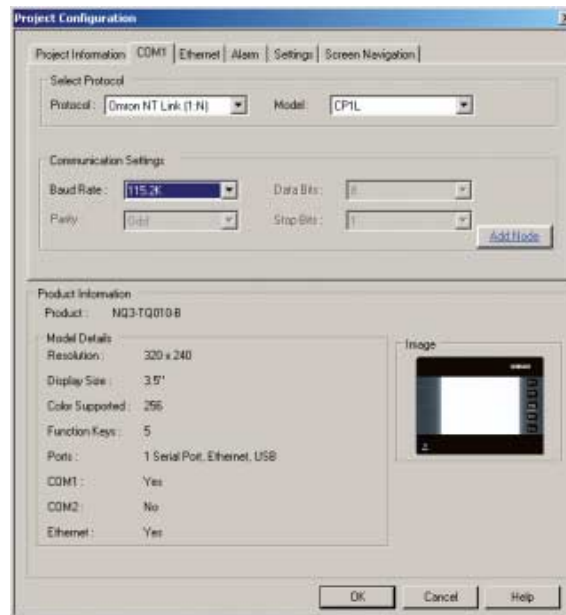 Project Configuration
Project Information COM1 Ethernet Alarm Settings Screen Navigation
Select Protocol
Protocol : Omron NT Link (1:N) Model: CP1L
Communication Settings
Baud Rate : 115.2K Data Bits : 8
Parity Odd Stop Bits : 1
Add Node
Product Information
Product : NQ3-TQ010-B
Model Details
Resolution : 320 x 240
Display Size : 3.5"
Color Supported : 256
Function Keys : 5
Ports : 1 Serial Port, Ethernet, USB
COM1 : Yes
COM2 : No
Ethernet : Yes
Image
OK Cancel Help